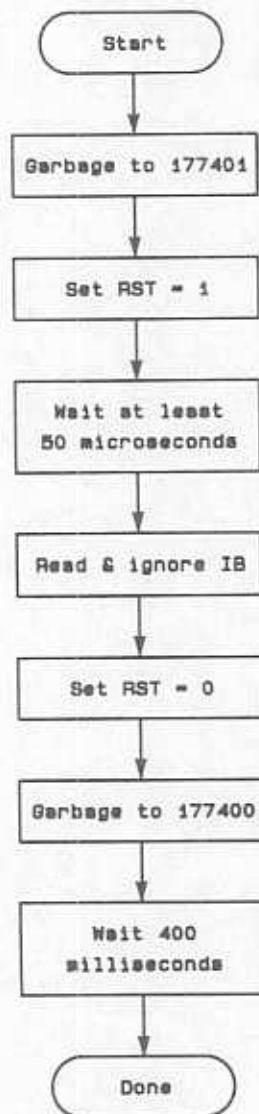 Start
Garbage to 177401
Set RST = 1
Wait at least
50 microseconds
Read & ignore IB
Set RST = 0
Garbage to 177400
Wait 400
milliseconds
Done